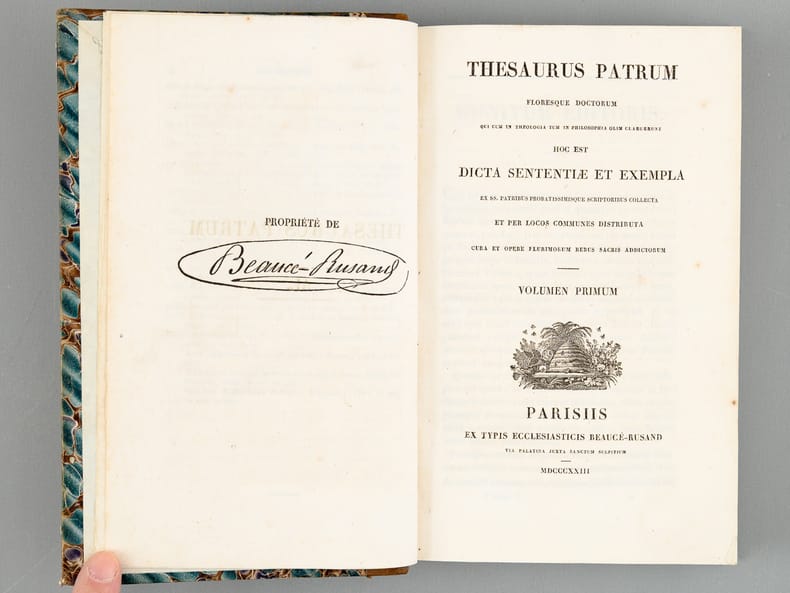 PROPRIÉTÉ DE
Beaucé-Rusand
THESAURUS PATRUM
FLORESQUE DOCTORUM
QUI CUM IN THEOLOGIA TUM IN PHILOSOPHIA OLIM CLARUERUNT
HOC EST
DICTA SENTENTIÆ ET EXEMPLA
EX SS. PATRIBUS PROBATISSIMISQUE SCRIPTORIBUS COLLECTA
ET PER LOCOS COMMUNES DISTRIBUTA
CURA ET OPERE PLURIMORUM REBUS SACRIS ADDICTORUM
VOLUMEN PRIMUM
PARISIIS
EX TYPIS ECCLESIASTICIS BEAUCÉ-RUSAND
VIA PALATINA JUXTA SANCTUM SULPITIUM
MDCCCXXIII